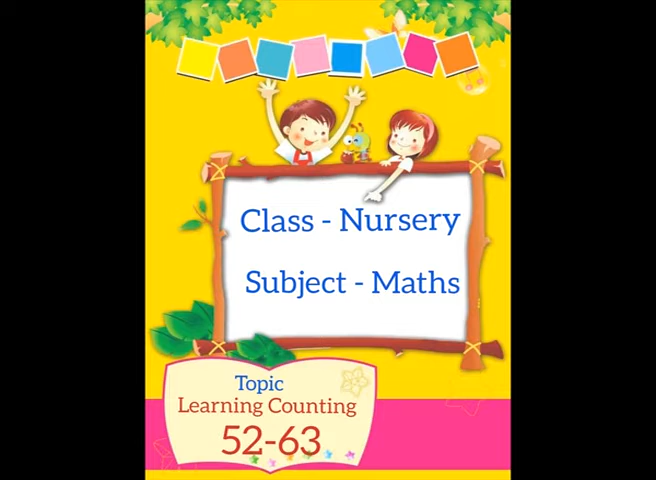 Class - Nursery
Subject - Maths
Topic
Learning Counting
52-63